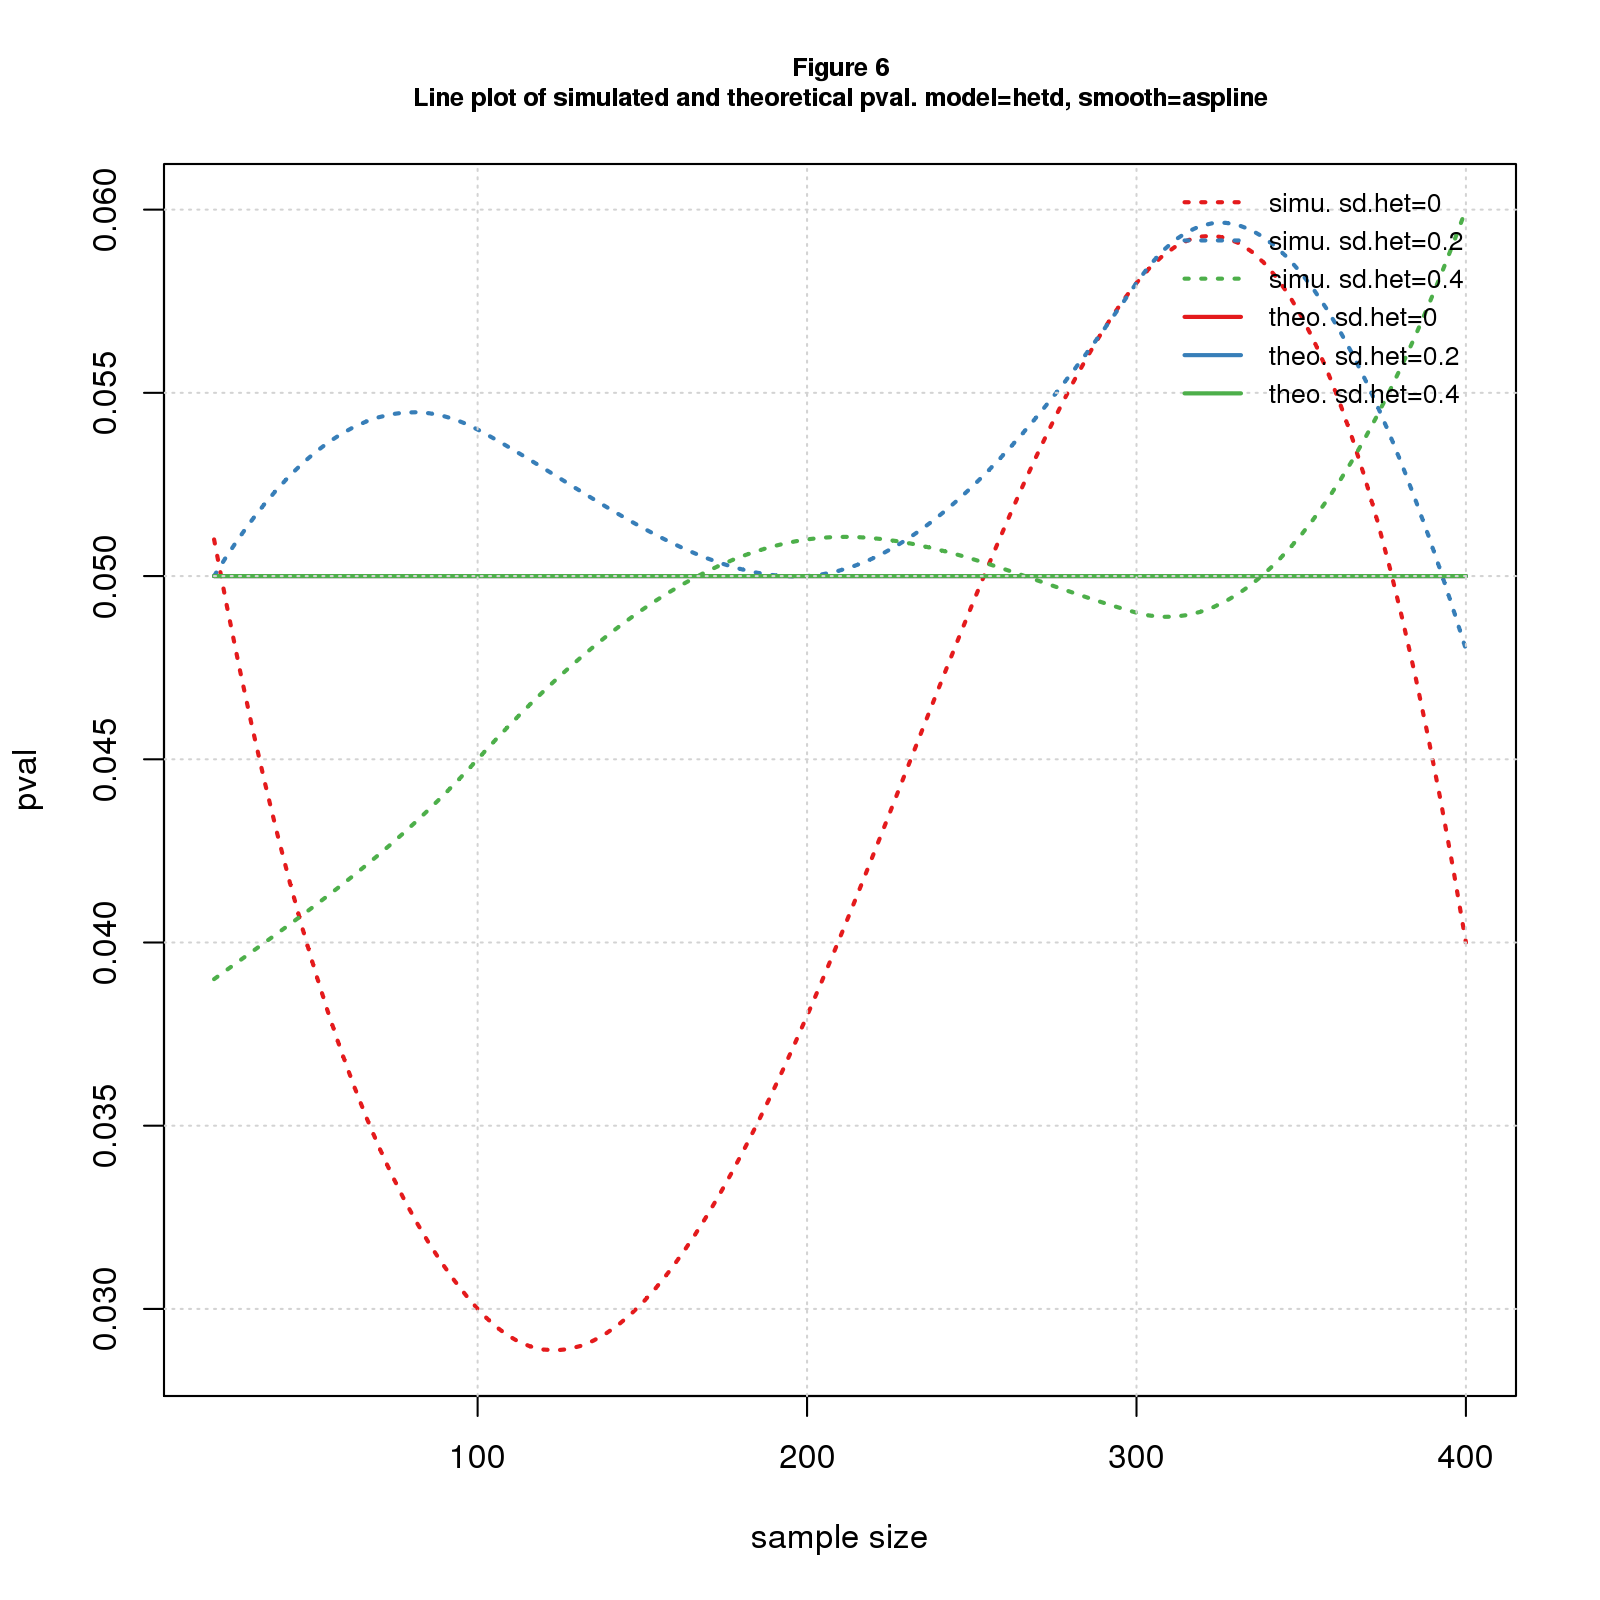 Figure 6
Line plot of simulated and theoretical pval. model=hetd, smooth=aspline
simu. sd.het=0
simu. sd.het=0.2
simu. sd.het=0.4
theo. sd.het=0
theo. sd.het=0.2
theo. sd.het=0.4
0.060
0.055
0.050
0.045
0.040
0.035
0.030
pval
100 200 300 400
sample size